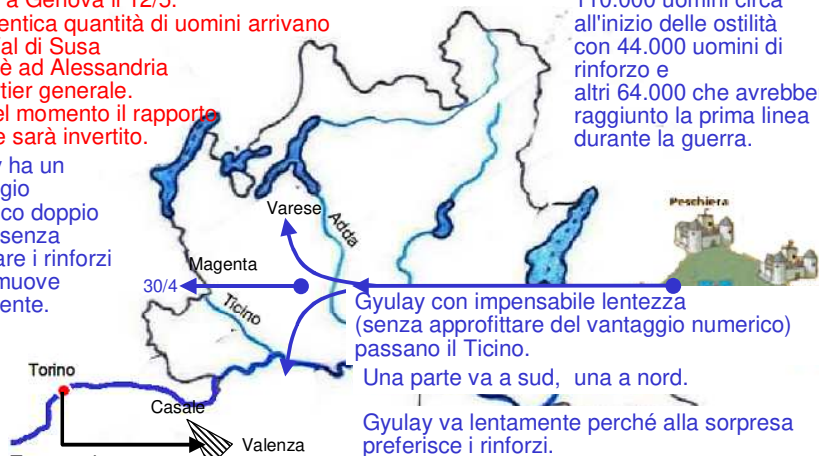 a Genova il 12/5.
entica quantità di uomini arrivano
al di Susa
è ad Alessandria
tier generale.
el momento il rapporto
e sarà invertito.
y ha un
gio
co doppio
senza
are i rinforzi
muove
ente.
110.000 uomini circa
all'inizio delle ostilità
con 44.000 uomini di
rinforzo e
altri 64.000 che avrebbe
raggiunto la prima linea
durante la guerra.
Peschiera
Varese
Adda
Magenta
30/4
Ticino
Gyulay con impensabile lentezza
(senza approfittare del vantaggio numerico)
passano il Ticino.
Una parte va a sud, una a nord.
Torino
Casale
Valenza
Gyulay va lentamente perché alla sorpresa
preferisce i rinforzi.